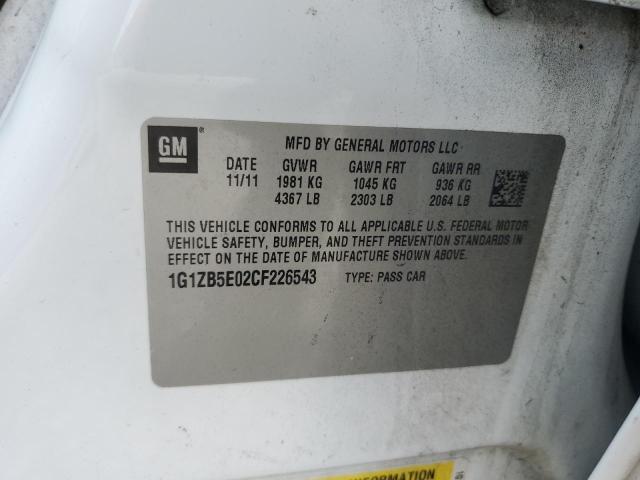 GM ®
MFD BY GENERAL MOTORS LLC
DATE GVWR GAWR FRT GAWR RR
11/11 1981 KG 1045 KG 936 KG
4367 LB 2303 LB 2064 LB
THIS VEHICLE CONFORMS TO ALL APPLICABLE U.S. FEDERAL MOTOR
VEHICLE SAFETY, BUMPER, AND THEFT PREVENTION STANDARDS IN
EFFECT ON THE DATE OF MANUFACTURE SHOWN ABOVE.
1G1ZB5E02CF226543 TYPE: PASS CAR
INFORMATION